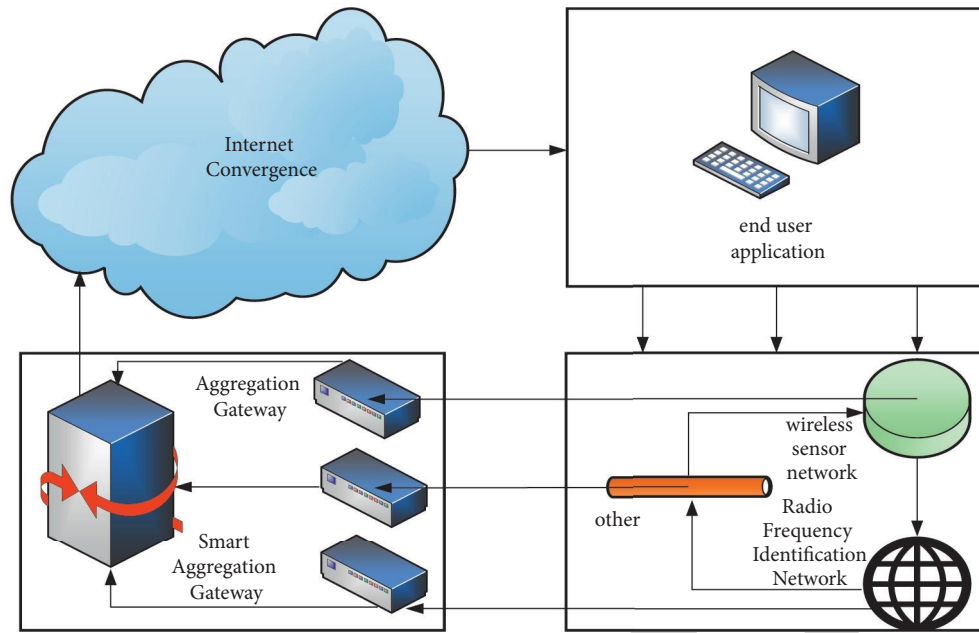 Internet
Convergence
end user
application
Aggregation
Gateway
Smart
Aggregation
Gateway
wireless
sensor
network
other
Radio
Frequency
Identification
Network